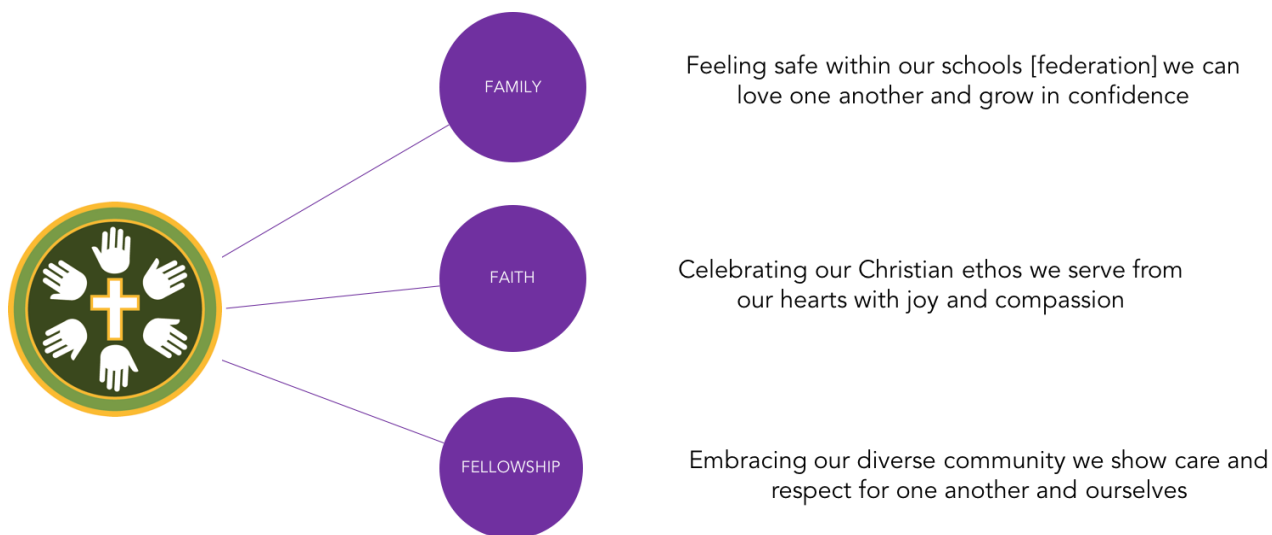 FAMILY
Feeling safe within our schools [federation] we can
love one another and grow in confidence
FAITH
Celebrating our Christian ethos we serve from
our hearts with joy and compassion
FELLOWSHIP
Embracing our diverse community we show care and
respect for one another and ourselves